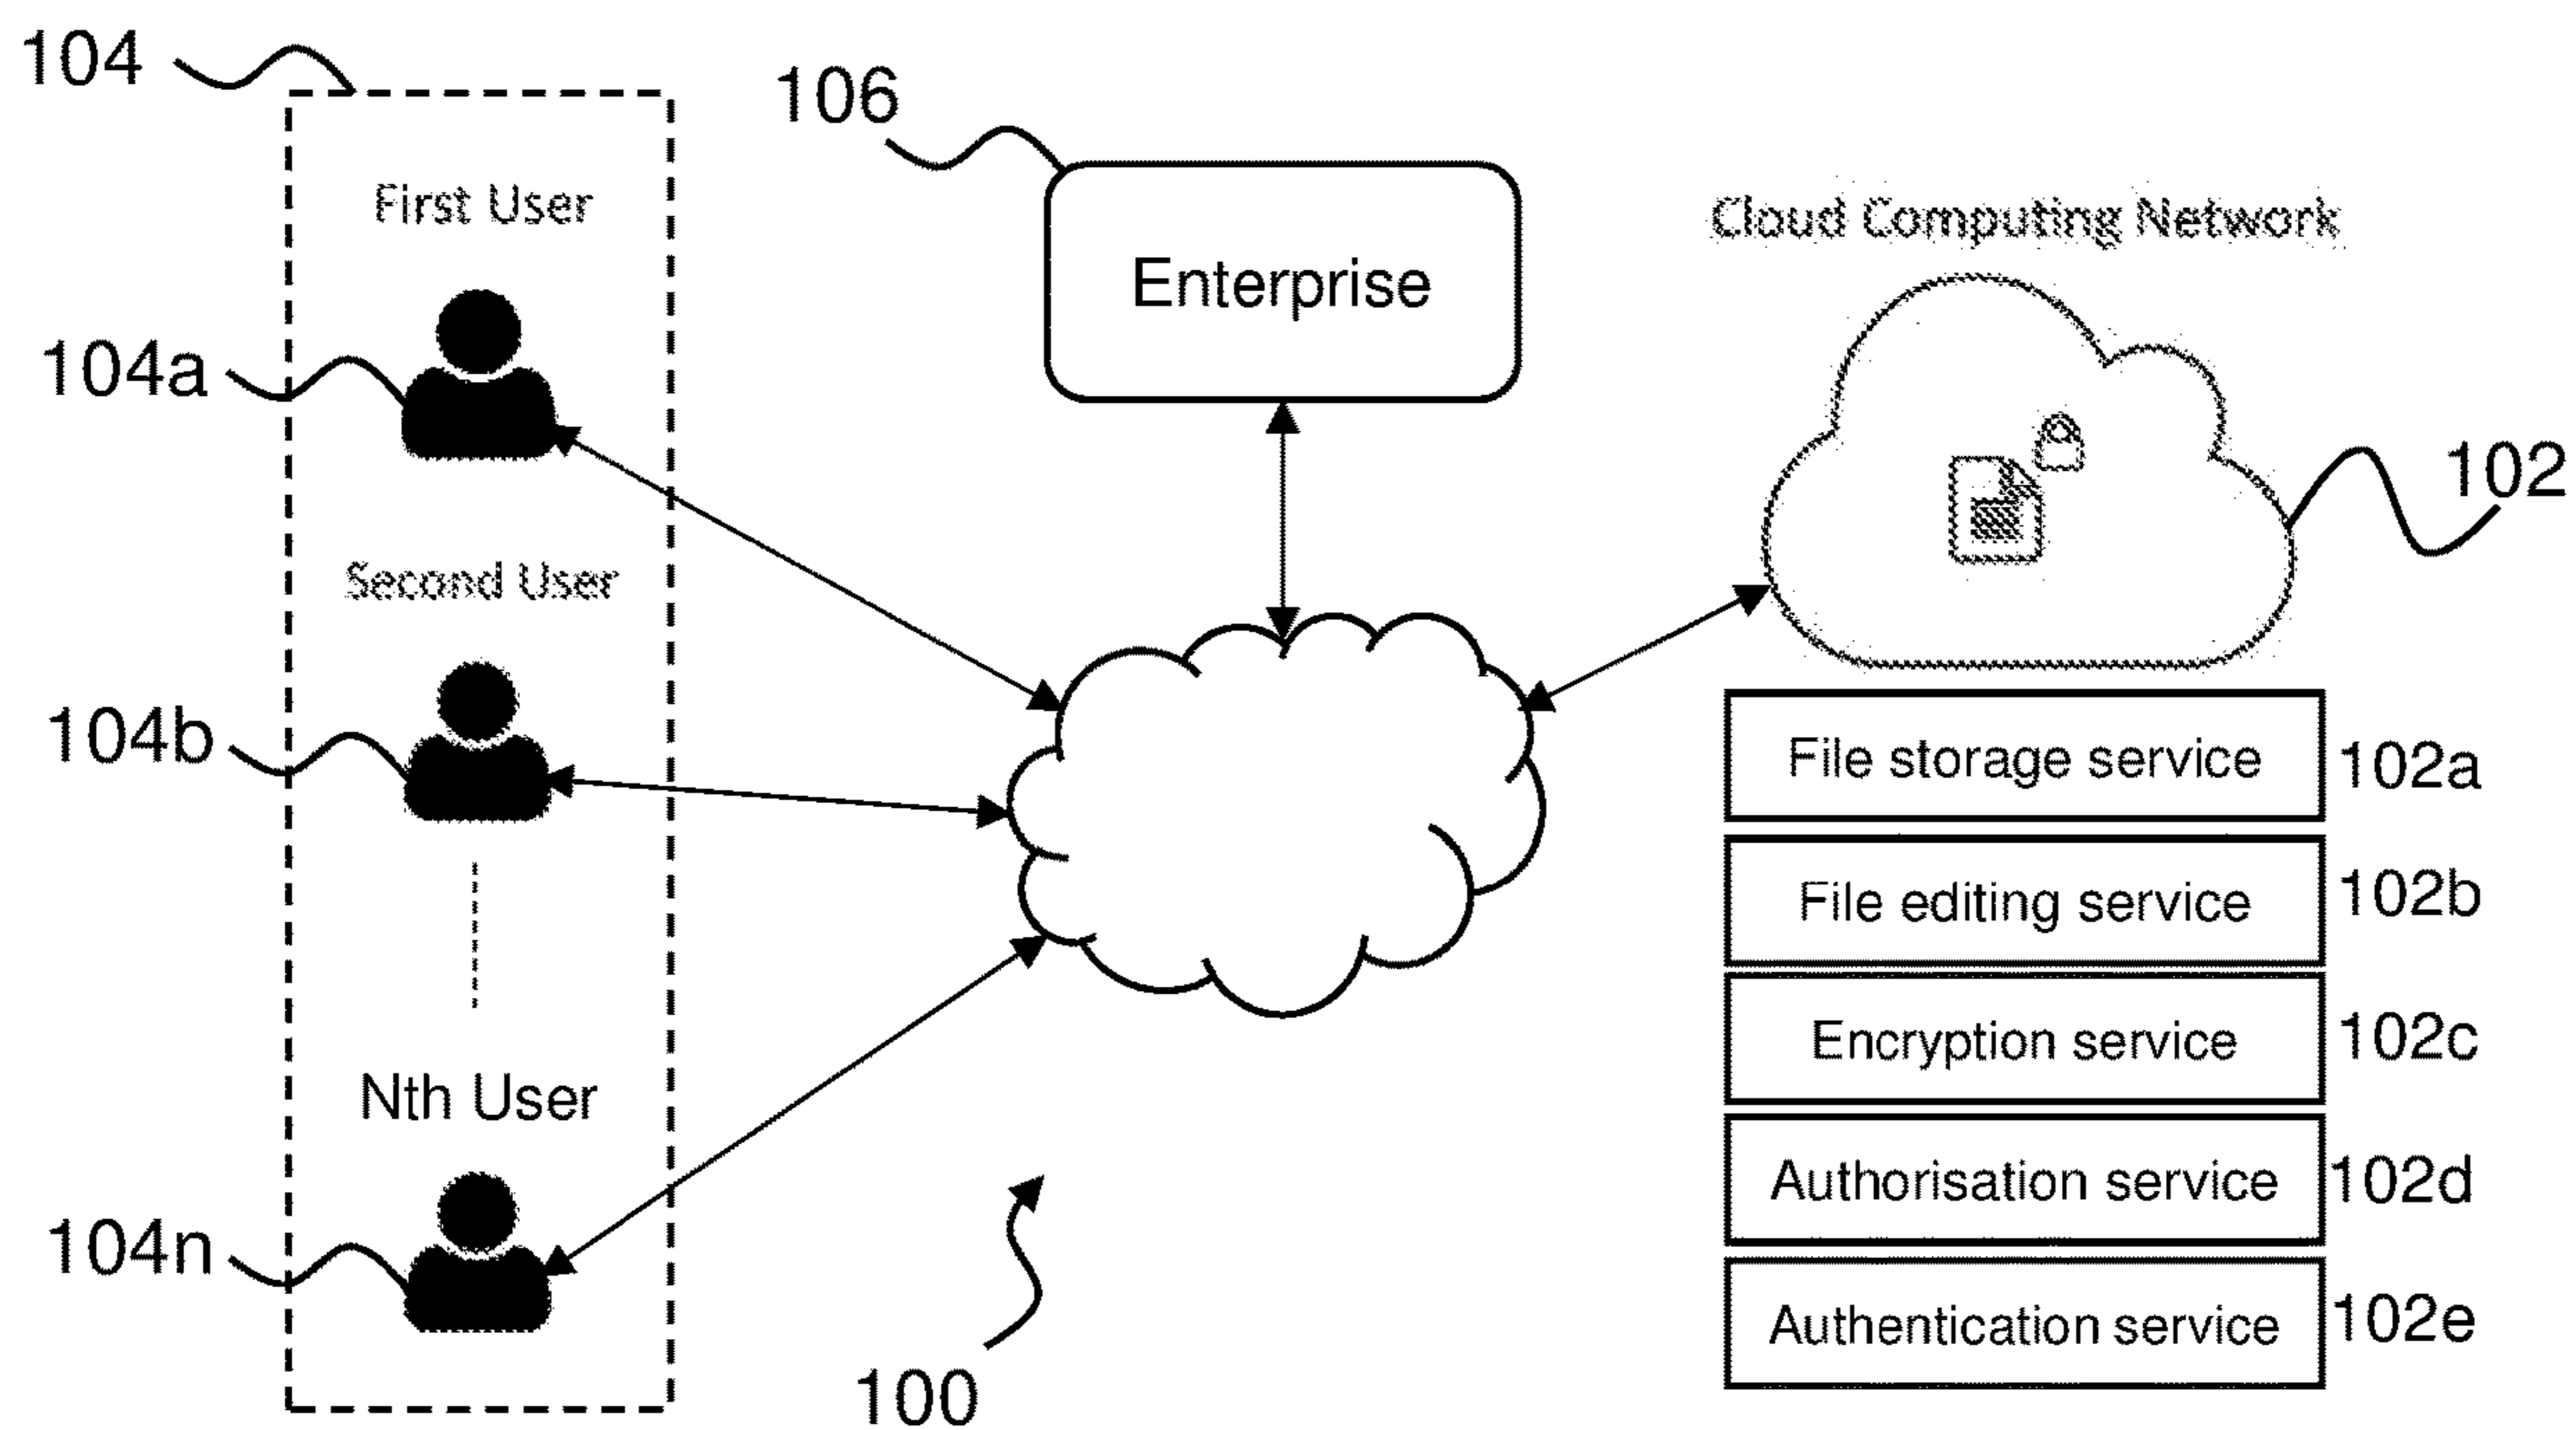 104
First User
104a
Second User
104b
Nth User
104n
106
Enterprise
100
Cloud Computing Network
102
File storage service 102a
File editing service 102b
Encryption service 102c
Authorisation service 102d
Authentication service 102e